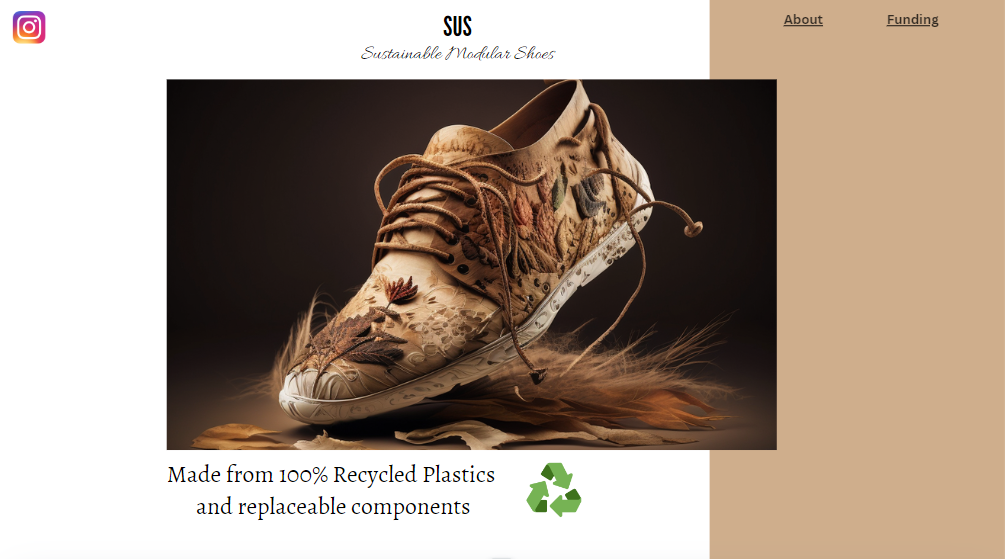 SUS
Sustainable Modular Shoes
About
Funding
Made from 100% Recycled Plastics
and replaceable components